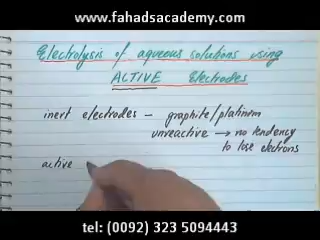 www.fahadsacademy.com
Electrolysis of aqueous solutions using
ACTIVE Electrodes
inert electrodes - graphite/platinum
unreactive → no tendency
to lose electrons
active
tel: (0092) 323 5094443